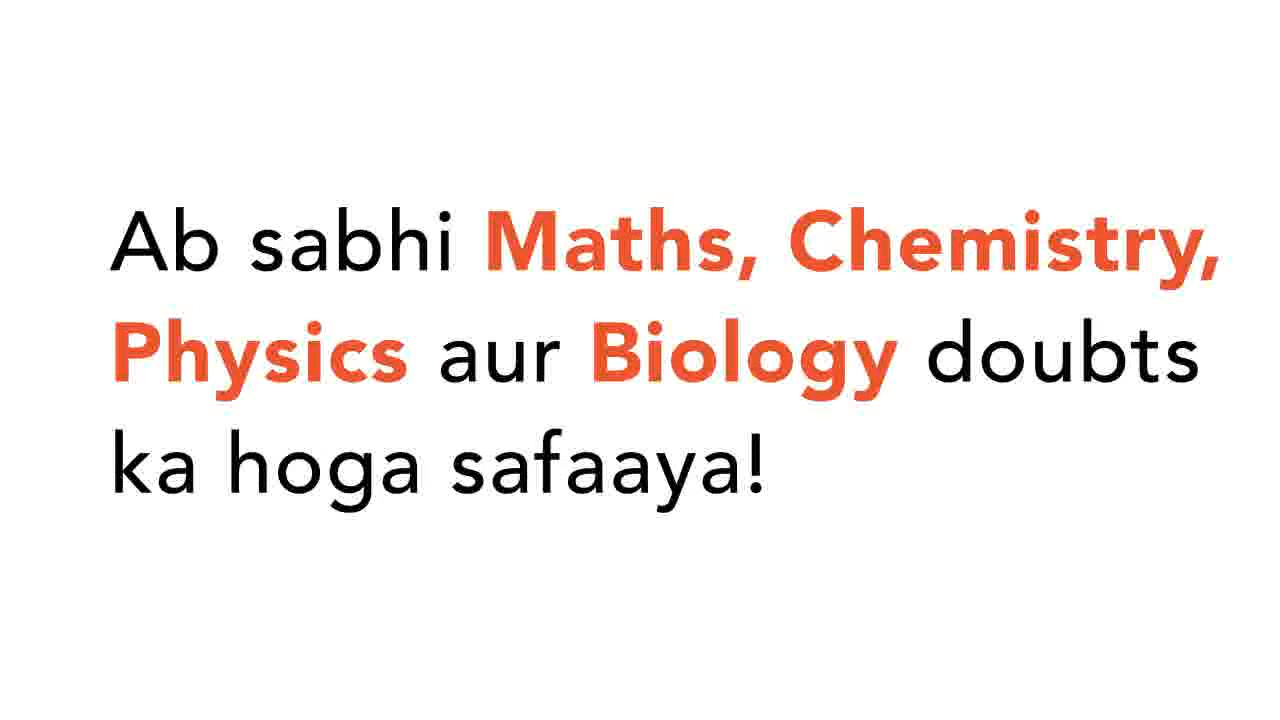 Ab sabhi Maths, Chemistry,
Physics aur Biology doubts
ka hoga safaaya!